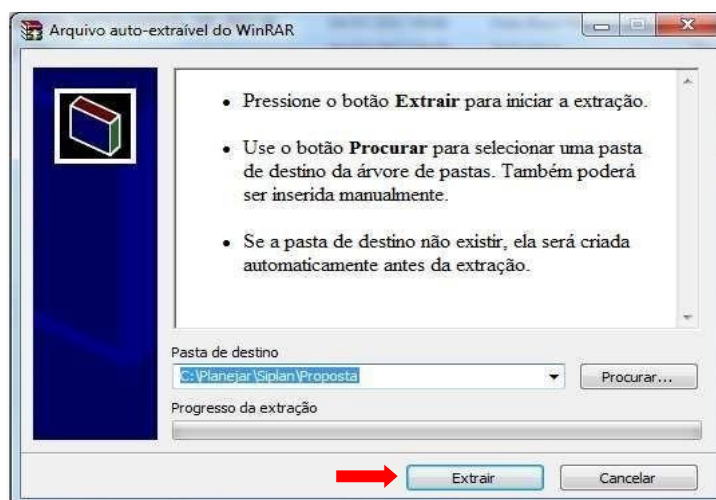 Arquivo auto-extraível do WinRAR
• Pressione o botão Extrair para iniciar a extração.
• Use o botão Procurar para selecionar uma pasta
de destino da árvore de pastas. Também poderá
ser inserida manualmente.
• Se a pasta de destino não existir, ela será criada
automaticamente antes da extração.
Pasta de destino
C:\Planejar\Siplan\Proposta
Procurar...
Progresso da extração
Extrair
Cancelar